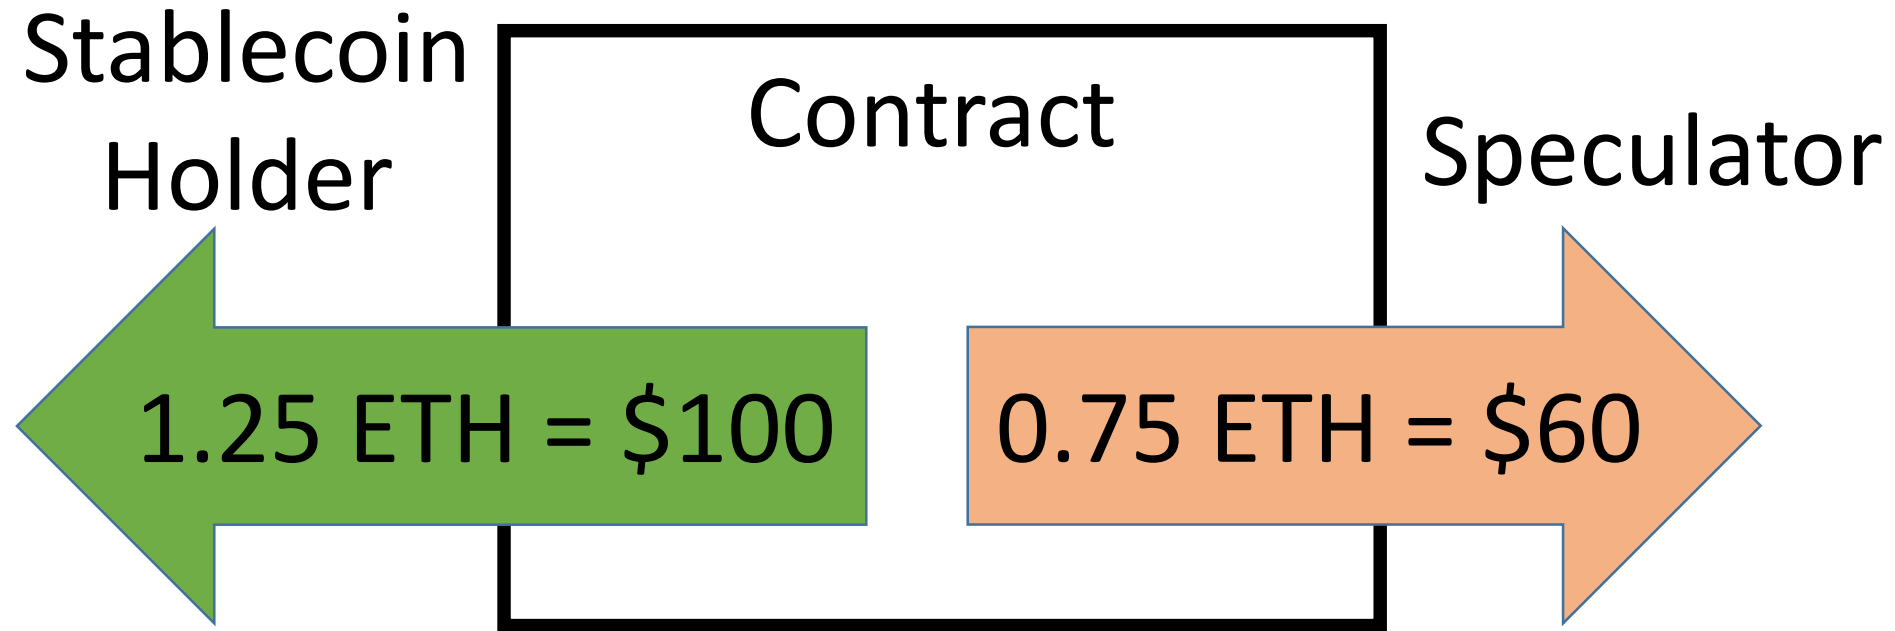 Stablecoin
Holder
Contract
Speculator
1.25 ETH = $100
0.75 ETH = $60